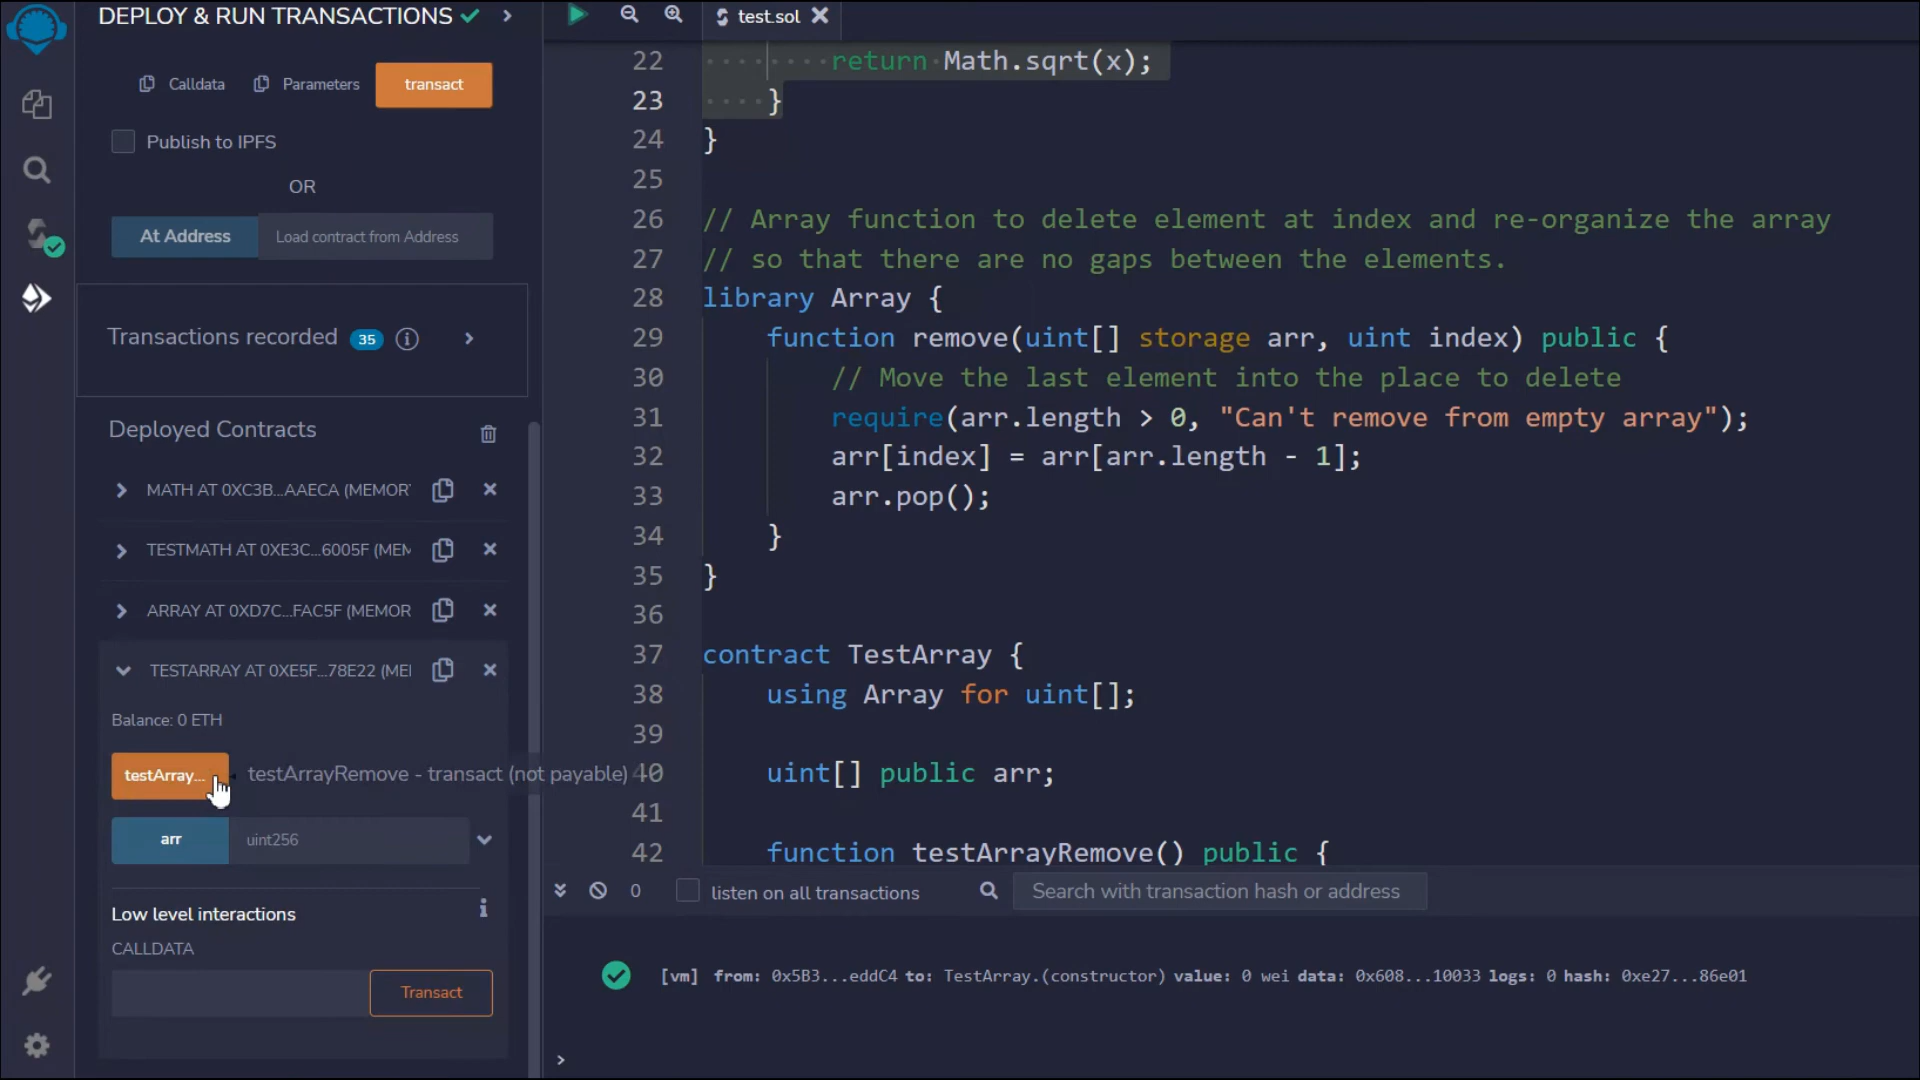 DEPLOY & RUN TRANSACTIONS
Calldata
Parameters
transact
Publish to IPFS
OR
At Address
Load contract from Address
Transactions recorded 35
Deployed Contracts
MATH AT 0XC3B...AAECA (MEMOR
TESTMATH AT 0XE3C...6005F (MEM
ARRAY AT 0XD7C...FAC5F (MEMOR
TESTARRAY AT 0XE5F...78E22 (MEI
Balance: 0 ETH
testArray...
testArrayRemove - transact (not payable)
arr
uint256
Low level interactions
CALLDATA
Transact
test.sol
22 return Math.sqrt(x);
23 }
24 }
25
26 // Array function to delete element at index and re-organize the array
27 // so that there are no gaps between the elements.
28 library Array {
29 function remove(uint[] storage arr, uint index) public {
30 // Move the last element into the place to delete
31 require(arr.length > 0, "Can't remove from empty array");
32 arr[index] = arr[arr.length - 1];
33 arr.pop();
34 }
35 }
36
37 contract TestArray {
38 using Array for uint[];
39
40 uint[] public arr;
41
42 function testArrayRemove() public {
0
listen on all transactions
Search with transaction hash or address
[vm] from: 0x5B3...eddC4 to: TestArray.(constructor) value: 0 wei data: 0x608...10033 logs: 0 hash: 0xe27...86e01
>